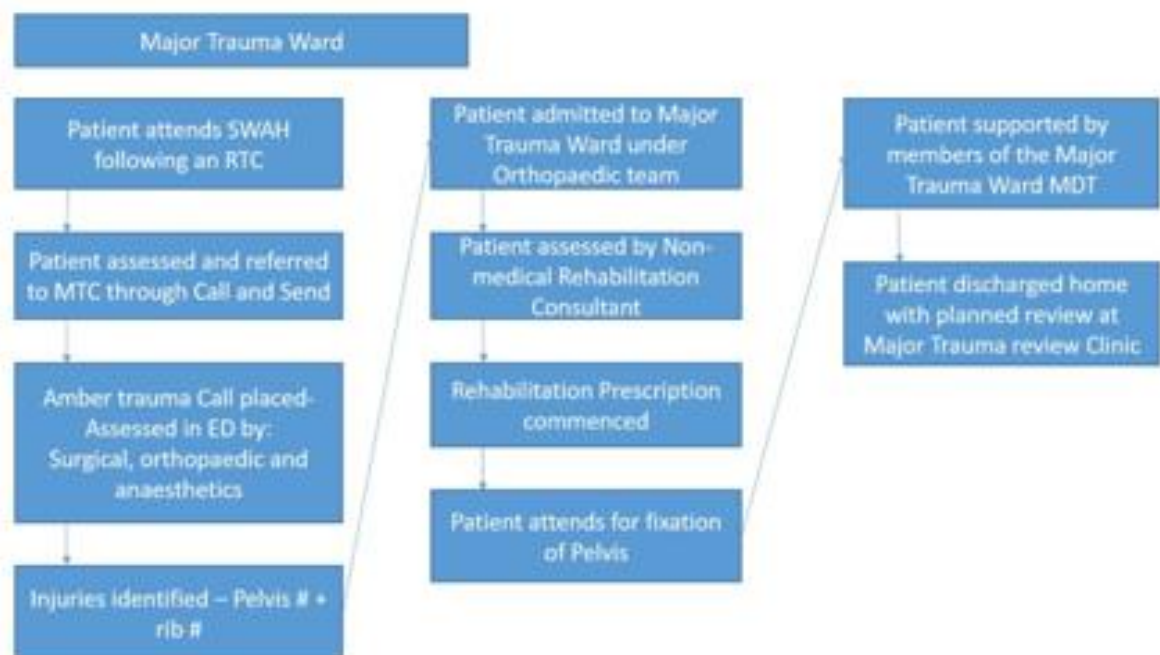 Major Trauma Ward
Patient attends SWAH
following an RTC
Patient assessed and referred
to MTC through Call and Send
Amber trauma Call placed-
Assessed in ED by:
Surgical, orthopaedic and
anaesthetics
Injuries identified – Pelvis # +
rib #
Patient admitted to Major
Trauma Ward under
Orthopaedic team
Patient assessed by Non-
medical Rehabilitation
Consultant
Rehabilitation Prescription
commenced
Patient attends for fixation
of Pelvis
Patient supported by
members of the Major
Trauma Ward MDT
Patient discharged home
with planned review at
Major Trauma review Clinic